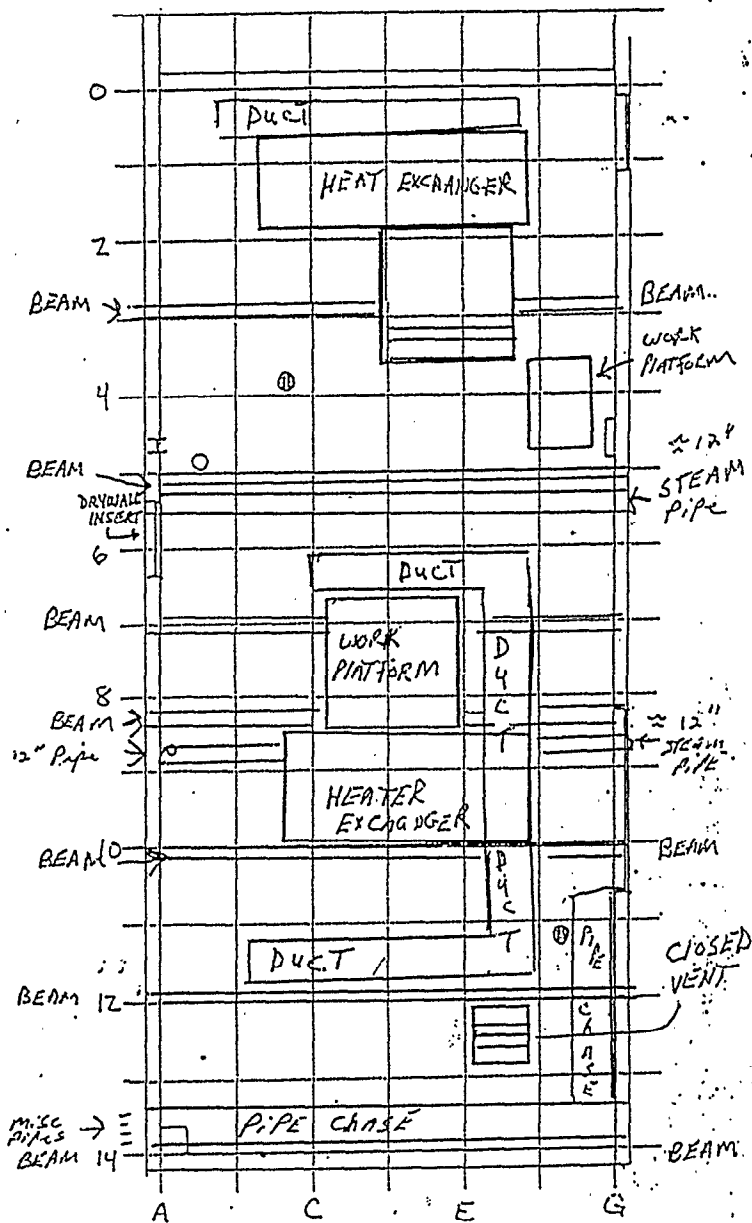 0
DUCT
HEAT EXCHANGER
2
BEAM
BEAM..
WORK
PLATFORM
4
≈ 12"
BEAM
STEAM
PIPE
DRYWALL
INSERT
6
DUCT
BEAM
WORK
PLATFORM
DUCT
8
BEAM
≈ 12"
STEAM
PIPE
12" PIPE
HEATER
EXCHANGER
10
BEAM
BEAM
DUCT
PIPE
CHASE
DUCT
CLOSED
VENT
BEAM 12
MISC
PIPES
PIPE CHASE
BEAM 14
BEAM
A
C
E
G